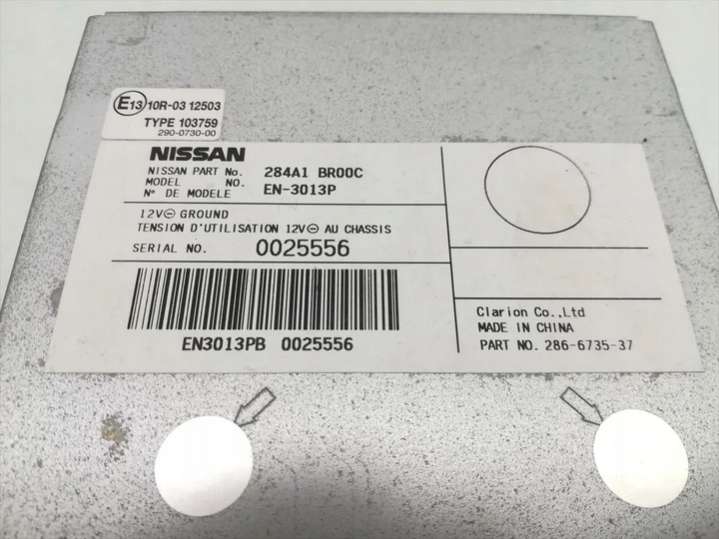 E13 10R-03 12503
TYPE 103759
290-0730-00
NISSAN
NISSAN PART No. 284A1 BR00C
MODEL NO. EN-3013P
N° DE MODELE
12V⊖ GROUND
TENSION D'UTILISATION 12V⊖ AU CHASSIS
SERIAL NO. 0025556
EN3013PB 0025556
Clarion Co.,Ltd
MADE IN CHINA
PART NO. 286-6735-37